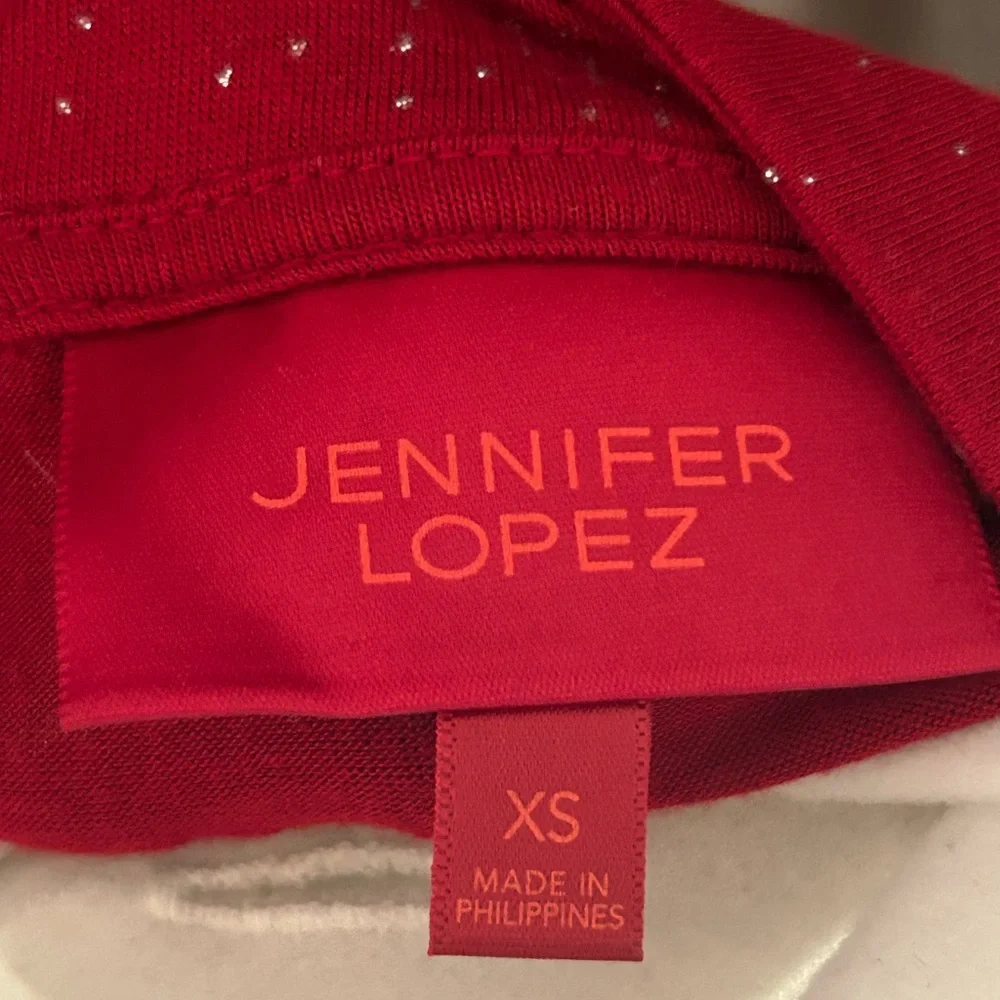 JENNIFER
LOPEZ
XS
MADE IN
PHILIPPINES